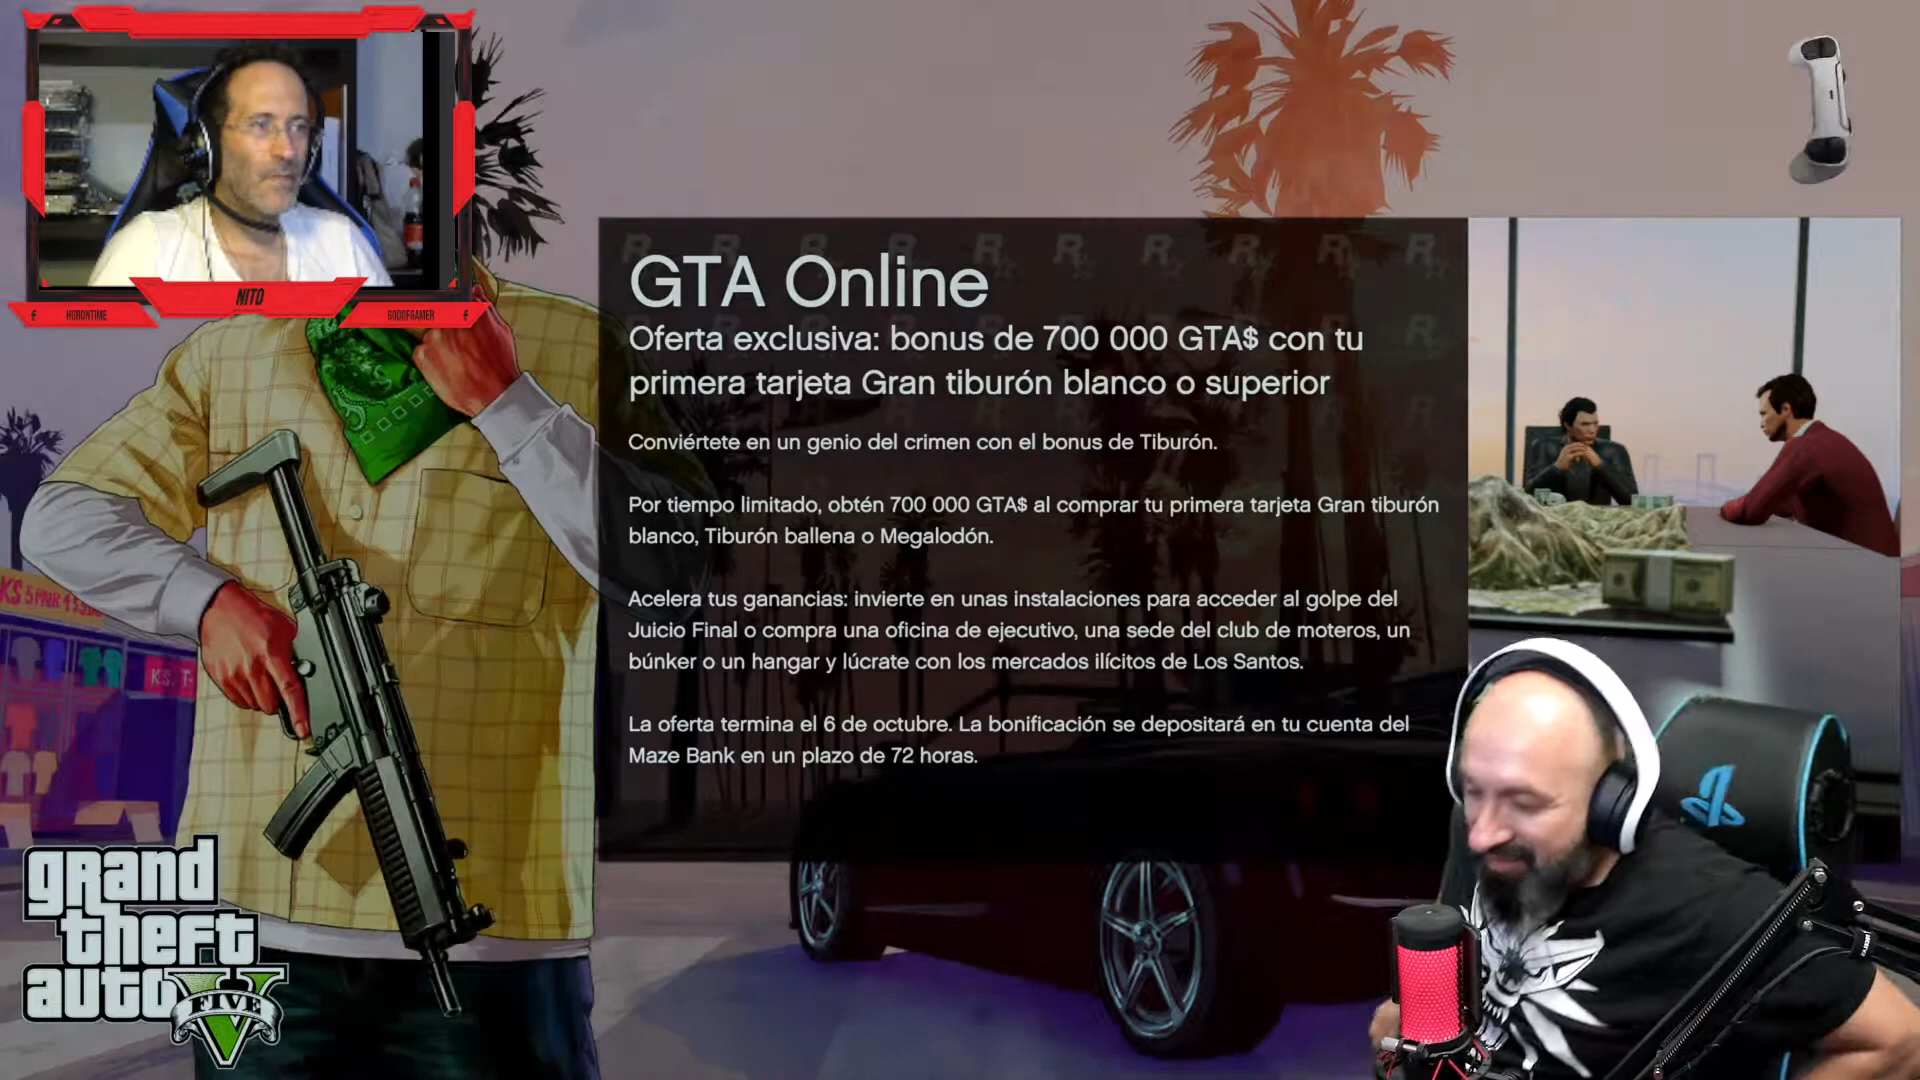 NITO
HORONTIME
GODOFGAMER
GTA Online
Oferta exclusiva: bonus de 700 000 GTA$ con tu
primera tarjeta Gran tiburón blanco o superior
Conviértete en un genio del crimen con el bonus de Tiburón.
Por tiempo limitado, obtén 700 000 GTA$ al comprar tu primera tarjeta Gran tiburón
blanco, Tiburón ballena o Megalodón.
Acelera tus ganancias: invierte en unas instalaciones para acceder al golpe del
Juicio Final o compra una oficina de ejecutivo, una sede del club de moteros, un
búnker o un hangar y lúcrate con los mercados ilícitos de Los Santos.
La oferta termina el 6 de octubre. La bonificación se depositará en tu cuenta del
Maze Bank en un plazo de 72 horas.
KS. T-
grand
theft
auto V
FIVE